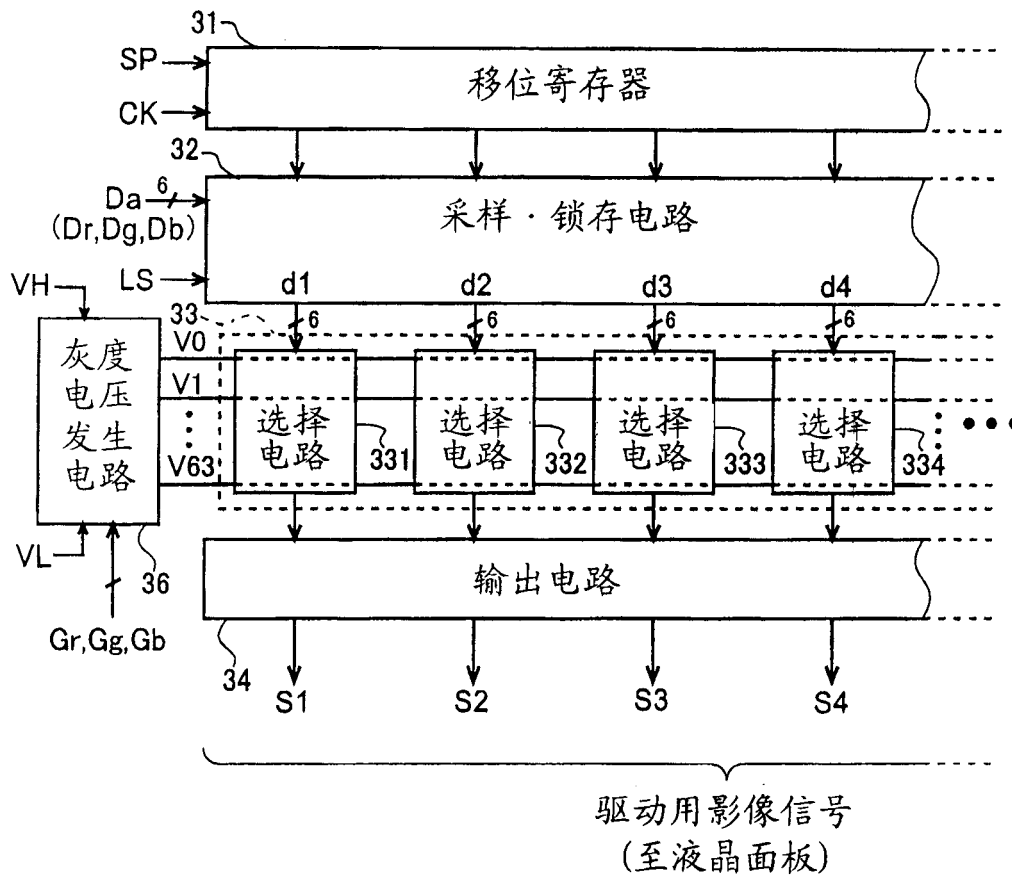 31
SP
移位寄存器
CK
32
Da 6
(Dr,Dg,Db)
采样·锁存电路
LS
d1 d2 d3 d4
6 6 6 6
VH
33
灰度
电压
发生
电路
V0
V1
V63
选择
电路
331
选择
电路
332
选择
电路
333
选择
电路
334
VL
36
Gr,Gg,Gb
输出电路
34
S1 S2 S3 S4
驱动用影像信号
(至液晶面板)